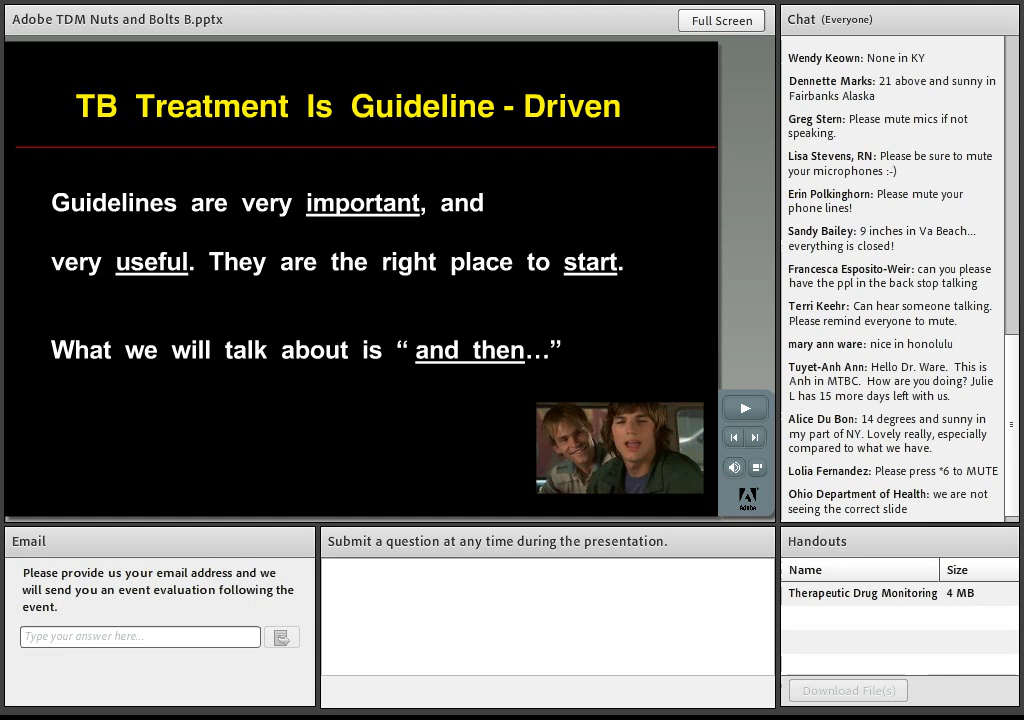 Adobe TDM Nuts and Bolts B.pptx
Full Screen
TB Treatment Is Guideline - Driven
Guidelines are very important, and
very useful. They are the right place to start.
What we will talk about is “ and then…”
Adobe
Chat (Everyone)
Wendy Keown: None in KY
Dennette Marks: 21 above and sunny in
Fairbanks Alaska
Greg Stern: Please mute mics if not
speaking.
Lisa Stevens, RN: Please be sure to mute
your microphones :-)
Erin Polkinghorn: Please mute your
phone lines!
Sandy Bailey: 9 inches in Va Beach...
everything is closed!
Francesca Esposito-Weir: can you please
have the ppl in the back stop talking
Terri Keehr: Can hear someone talking.
Please remind everyone to mute.
mary ann ware: nice in honolulu
Tuyet-Anh Ann: Hello Dr. Ware. This is
Anh in MTBC. How are you doing? Julie
L has 15 more days left with us.
Alice Du Bon: 14 degrees and sunny in
my part of NY. Lovely really, especially
compared to what we have.
Lolia Fernandez: Please press *6 to MUTE
Ohio Department of Health: we are not
seeing the correct slide
Email
Please provide us your email address and we
will send you an event evaluation following the
event.
Type your answer here...
Submit a question at any time during the presentation.
Handouts
Name Size
Therapeutic Drug Monitoring 4 MB
Download File(s)